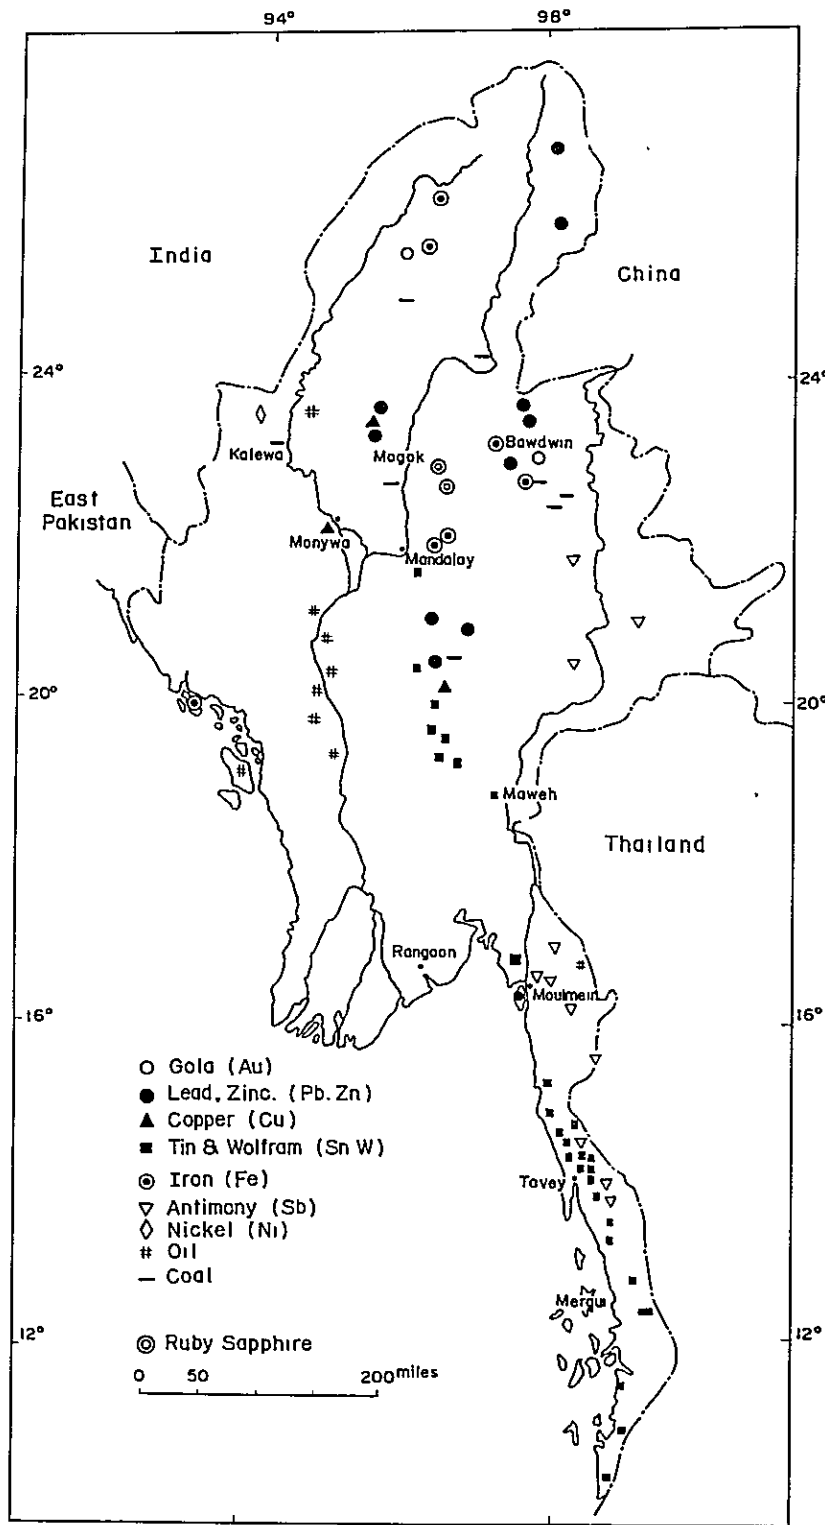 94°
98°
India
China
24°
24°
Kalewa
Mogok
Bawdwin
East
Pakistan
Monywa
Mandalay
20°
20°
Maweh
Thailand
Rangoon
Moulmein
16°
16°
Gola (Au)
Lead, Zinc. (Pb. Zn)
Copper (Cu)
Tin & Wolfram (Sn W)
Iron (Fe)
Tavoy
Antimony (Sb)
Nickel (Ni)
Oil
Coal
Mergui
12°
12°
Ruby Sapphire
0 50 200 miles